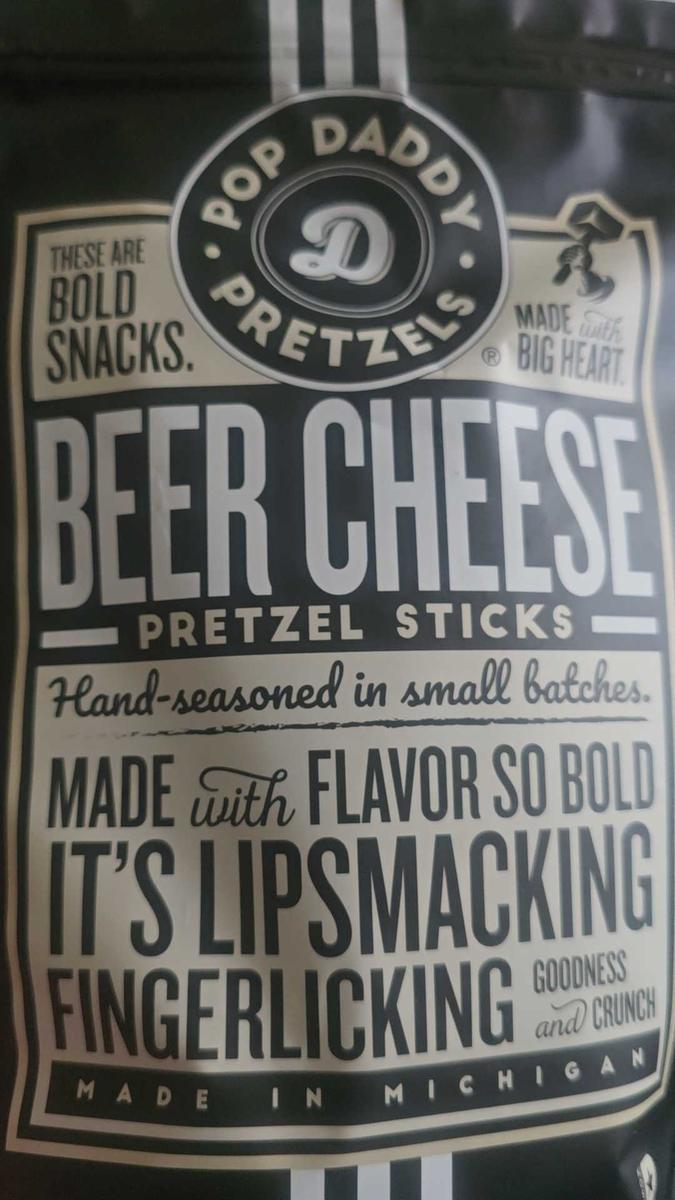 POP DADDY
D
PRETZELS
®
THESE ARE
BOLD
SNACKS.
MADE with
BIG HEART.
BEER CHEESE
PRETZEL STICKS
Hand-seasoned in small batches.
MADE with FLAVOR SO BOLD
IT'S LIPSMACKING
FINGERLICKING
GOODNESS
and CRUNCH
MADE IN MICHIGAN